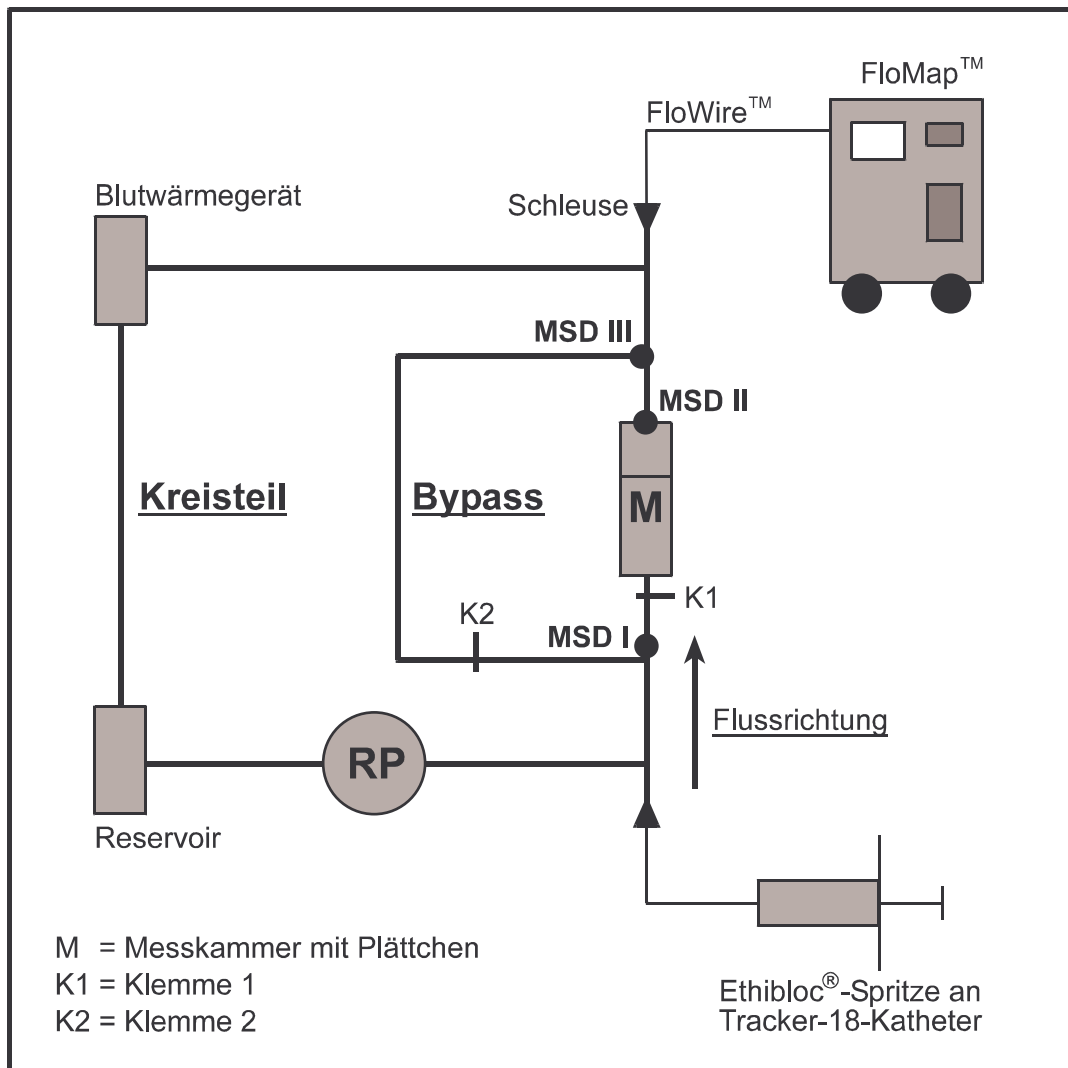 FloMap™
FloWire™
Blutwärmegerät
Schleuse
MSD III
MSD II
Kreisteil
Bypass
M
K1
K2
MSD I
Flussrichtung
RP
Reservoir
M = Messkammer mit Plättchen
K1 = Klemme 1
K2 = Klemme 2
Ethibloc®-Spritze an
Tracker-18-Katheter